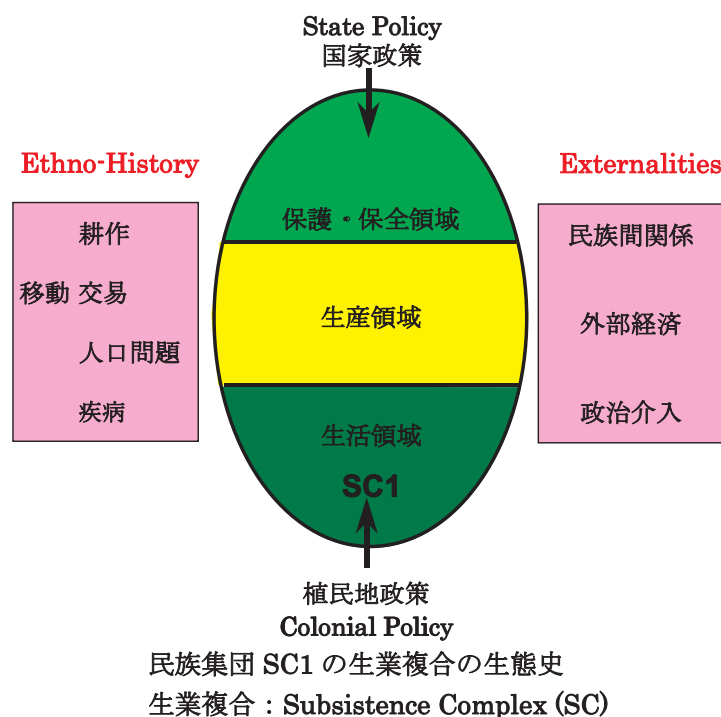 State Policy
国家政策
Ethno-History
Externalities
耕作
移動 交易
人口問題
疾病
保護・保全領域
生産領域
生活領域
SC1
民族間関係
外部経済
政治介入
植民地政策
Colonial Policy
民族集団 SC1 の生業複合の生態史
生業複合：Subsistence Complex (SC)